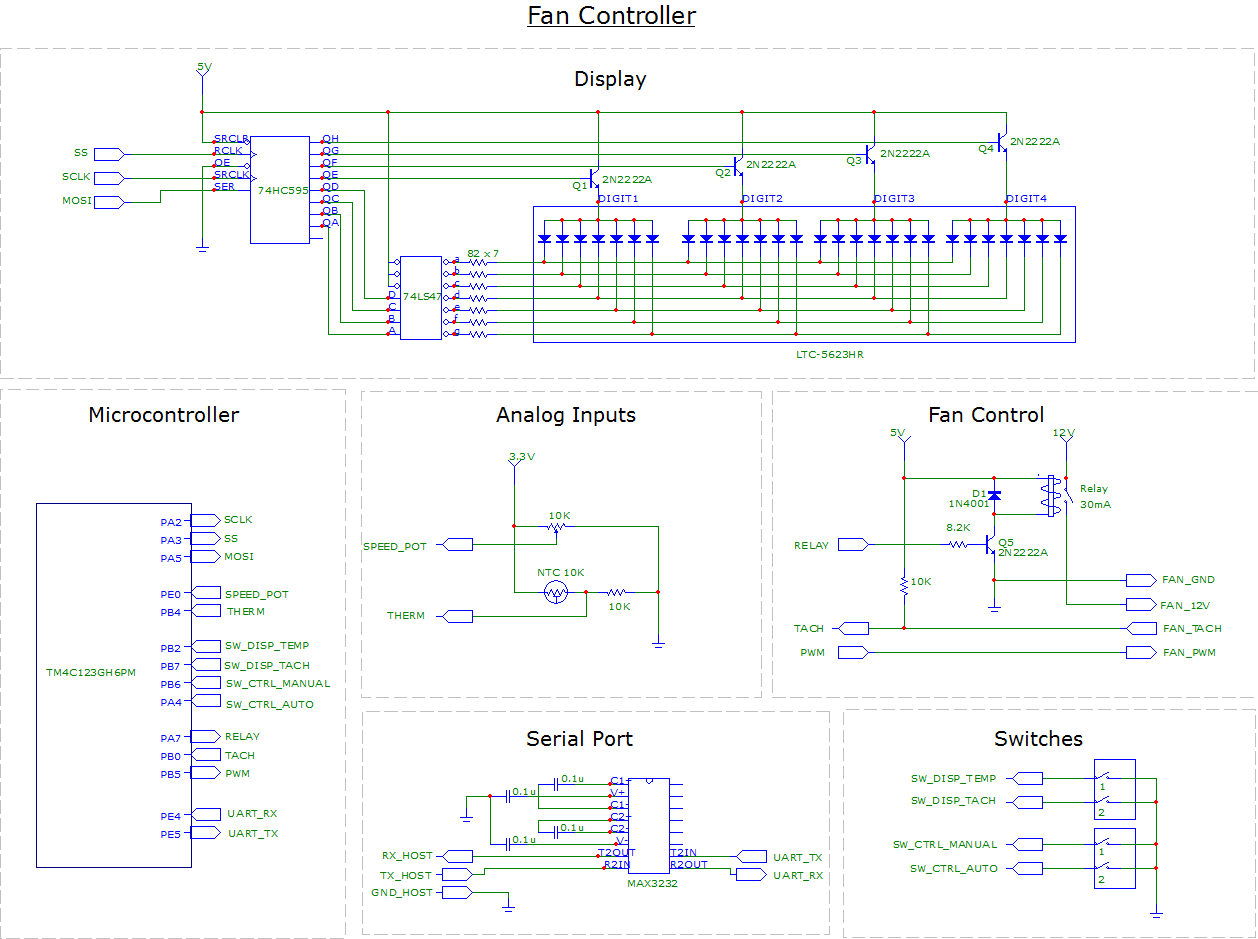 Fan Controller
Display
5V
SS
SCLK
MOSI
SRCLR
RCLK
OE
SRCLK
SER
74HC595
QH
QG
QF
QE
QD
QC
QB
QA
Q1
2N2222A
Q2
2N2222A
Q3
2N2222A
Q4
2N2222A
DIGIT1
DIGIT2
DIGIT3
DIGIT4
82 x 7
D
C
B
A
74LS47
a
b
c
d
e
f
g
LTC-5623HR
Microcontroller
TM4C123GH6PM
PA2
SCLK
PA3
SS
PA5
MOSI
PE0
SPEED_POT
PB4
THERM
PB2
SW_DISP_TEMP
PB7
SW_DISP_TACH
PB6
SW_CTRL_MANUAL
PA4
SW_CTRL_AUTO
PA7
RELAY
PB0
TACH
PB5
PWM
PE4
UART_RX
PE5
UART_TX
Analog Inputs
3.3V
10K
SPEED_POT
NTC 10K
10K
THERM
Fan Control
5V
12V
D1
1N4001
Relay
30mA
8.2K
RELAY
Q5
2N2222A
10K
FAN_GND
FAN_12V
TACH
FAN_TACH
PWM
FAN_PWM
Serial Port
0.1u
0.1u
0.1u
0.1u
C1+
V+
C1-
C2+
C2-
V-
T2OUT
R2IN
T2IN
R2OUT
MAX3232
RX_HOST
TX_HOST
GND_HOST
UART_TX
UART_RX
Switches
SW_DISP_TEMP
1
SW_DISP_TACH
2
SW_CTRL_MANUAL
1
SW_CTRL_AUTO
2